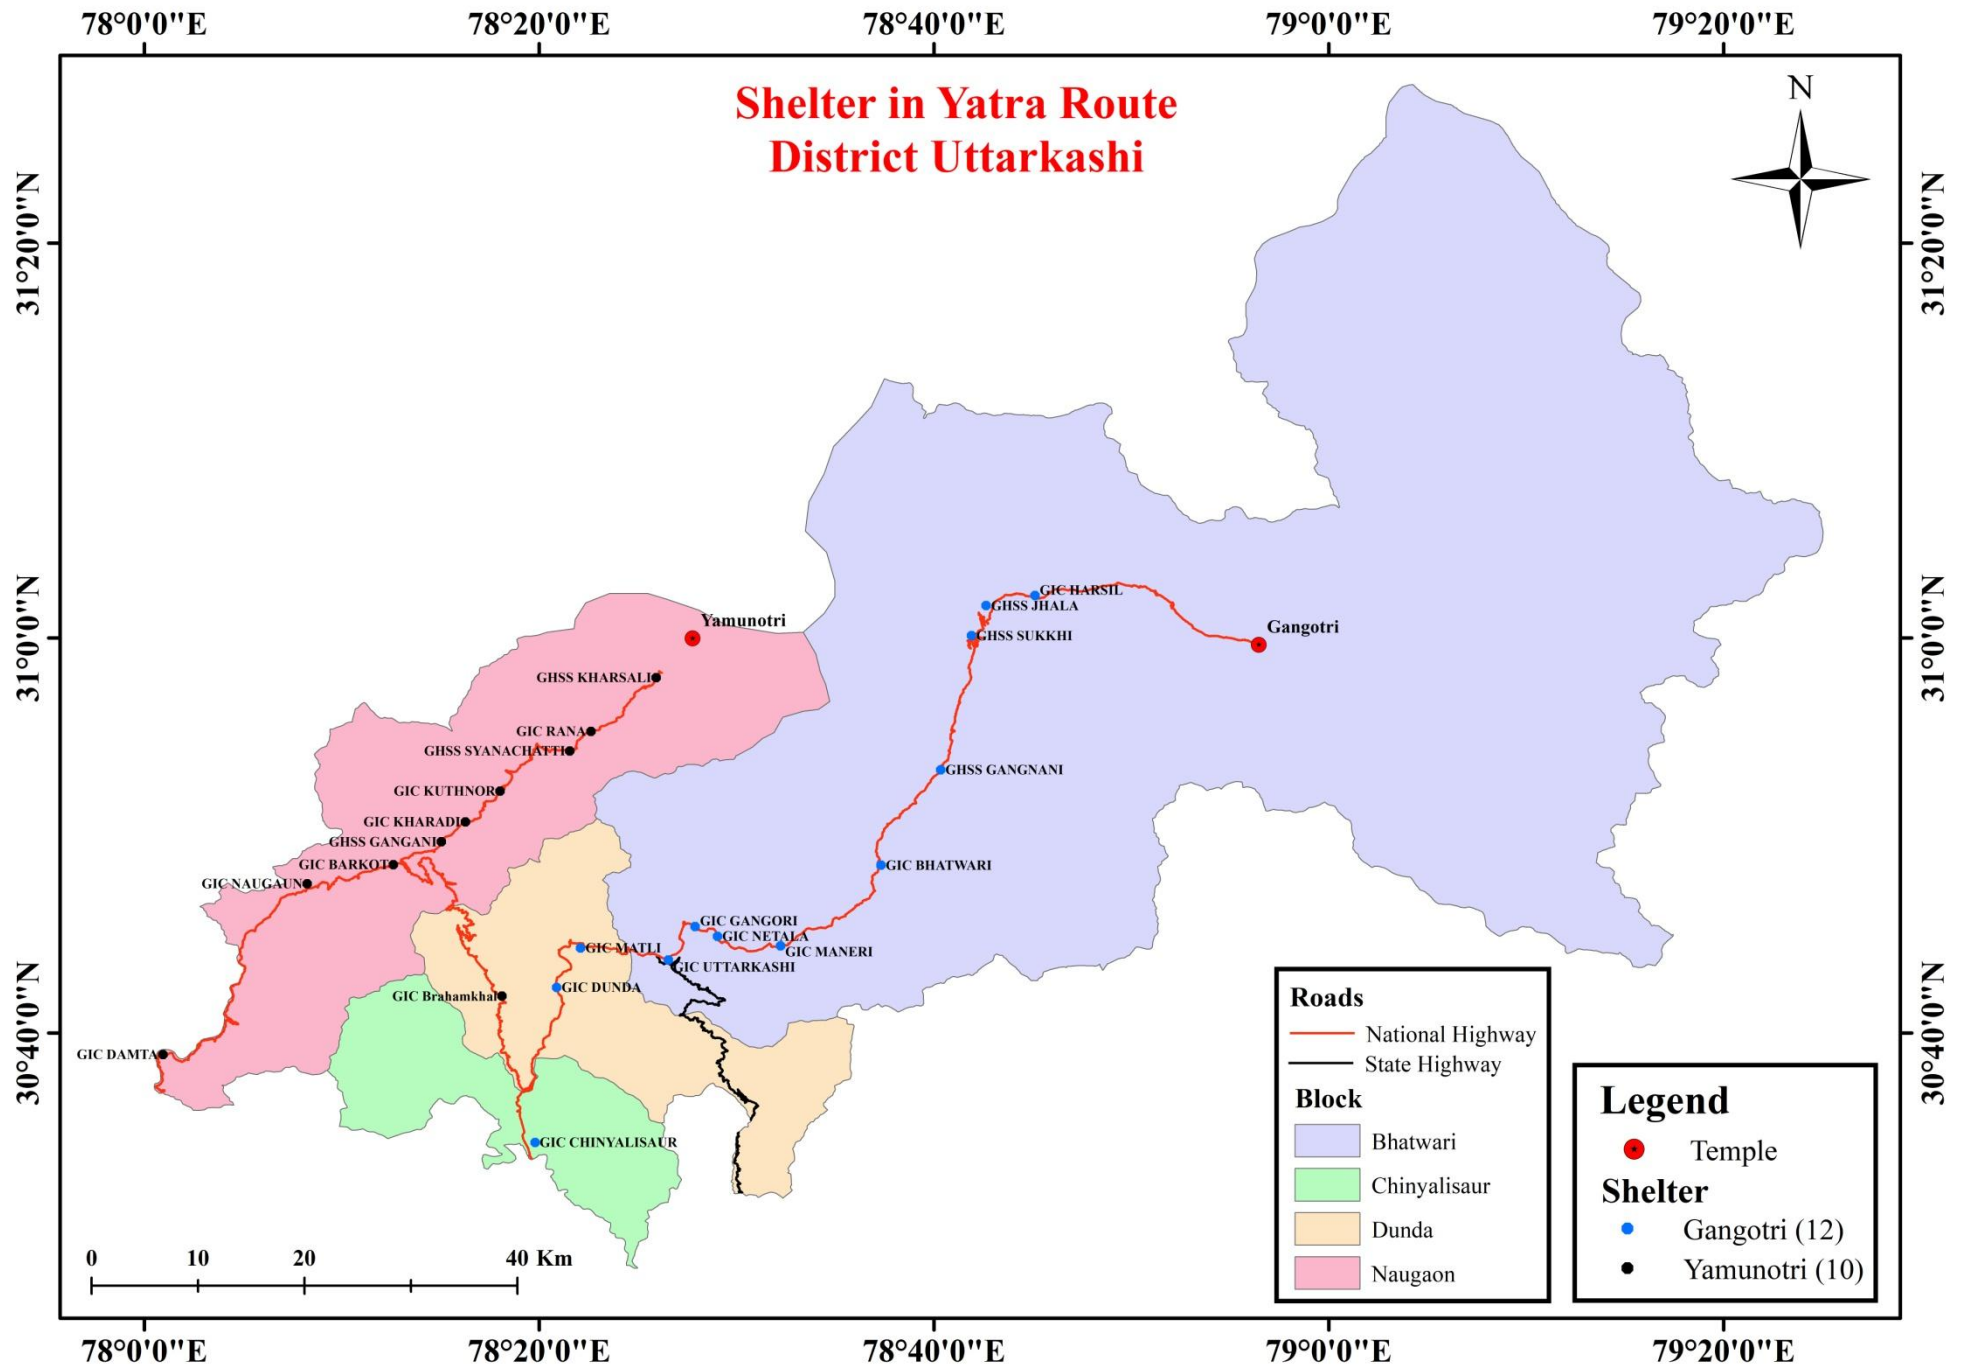 78°0'0"E 78°20'0"E 78°40'0"E 79°0'0"E 79°20'0"E
Shelter in Yatra Route
District Uttarkashi
N
31°20'0"N
31°20'0"N
31°0'0"N
31°0'0"N
30°40'0"N
30°40'0"N
GIC HARSIL
GHSS JHALA
Yamunotri
Gangotri
GHSS SUKKHI
GHSS KHARSALI
GIC RANA
GHSS SYANACHATTI
GHSS GANGNANI
GIC KUTHNOR
GIC KHARADI
GHSS GANGANI
GIC BARKOT
GIC BHATWARI
GIC NAUGAUN
GIC GANGORI
GIC NETALA
GIC MATLI
GIC MANERI
GIC UTTARKASHI
GIC DUNDA
GIC Brahamkhal
GIC DAMTA
GIC CHINYALISAUR
Roads
National Highway
State Highway
Block
Bhatwari
Chinyalisaur
Dunda
Naugaon
Legend
Temple
Shelter
Gangotri (12)
Yamunotri (10)
0 10 20 40 Km
78°0'0"E 78°20'0"E 78°40'0"E 79°0'0"E 79°20'0"E